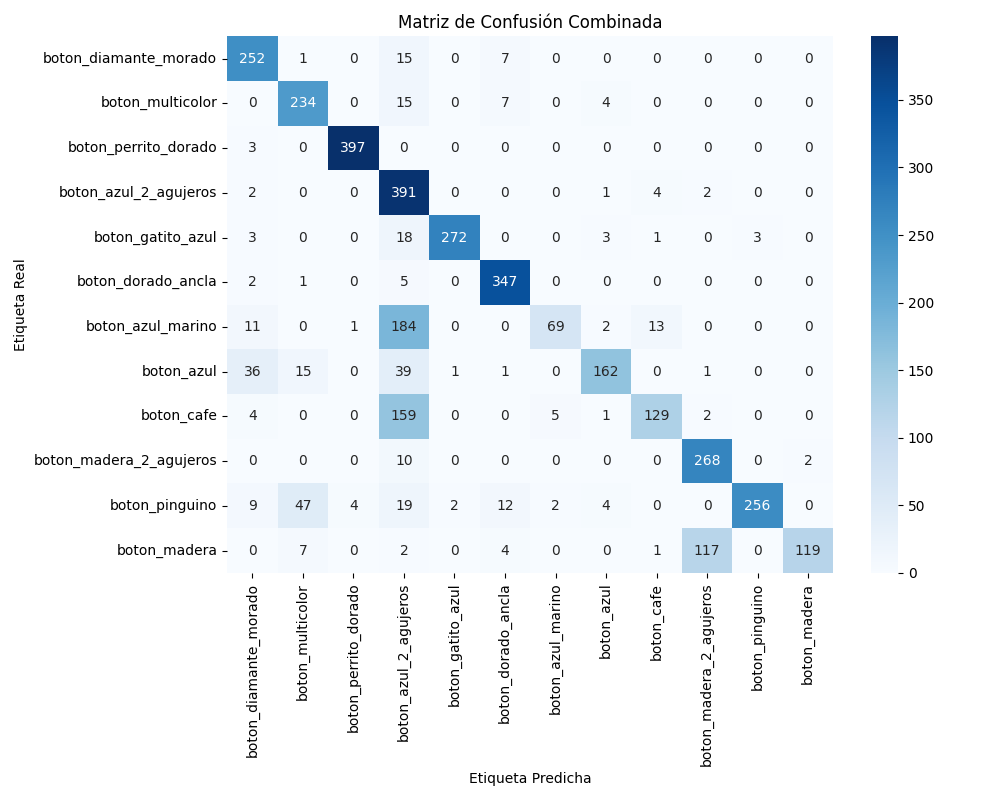 Matriz de Confusión Combinada
boton_diamante_morado 252 1 0 15 0 7 0 0 0 0 0 0
boton_multicolor 0 234 0 15 0 7 0 4 0 0 0 0
boton_perrito_dorado 3 0 397 0 0 0 0 0 0 0 0 0
boton_azul_2_agujeros 2 0 0 391 0 0 0 1 4 2 0 0
boton_gatito_azul 3 0 0 18 272 0 0 3 1 0 3 0
boton_dorado_ancla 2 1 0 5 0 347 0 0 0 0 0 0
boton_azul_marino 11 0 1 184 0 0 69 2 13 0 0 0
boton_azul 36 15 0 39 1 1 0 162 0 1 0 0
boton_cafe 4 0 0 159 0 0 5 1 129 2 0 0
boton_madera_2_agujeros 0 0 0 10 0 0 0 0 0 268 0 2
boton_pinguino 9 47 4 19 2 12 2 4 0 0 256 0
boton_madera 0 7 0 2 0 4 0 0 1 117 0 119
Etiqueta Real
boton_diamante_morado
boton_multicolor
boton_perrito_dorado
boton_azul_2_agujeros
boton_gatito_azul
boton_dorado_ancla
boton_azul_marino
boton_azul
boton_cafe
boton_madera_2_agujeros
boton_pinguino
boton_madera
Etiqueta Predicha
350
300
250
200
150
100
50
0